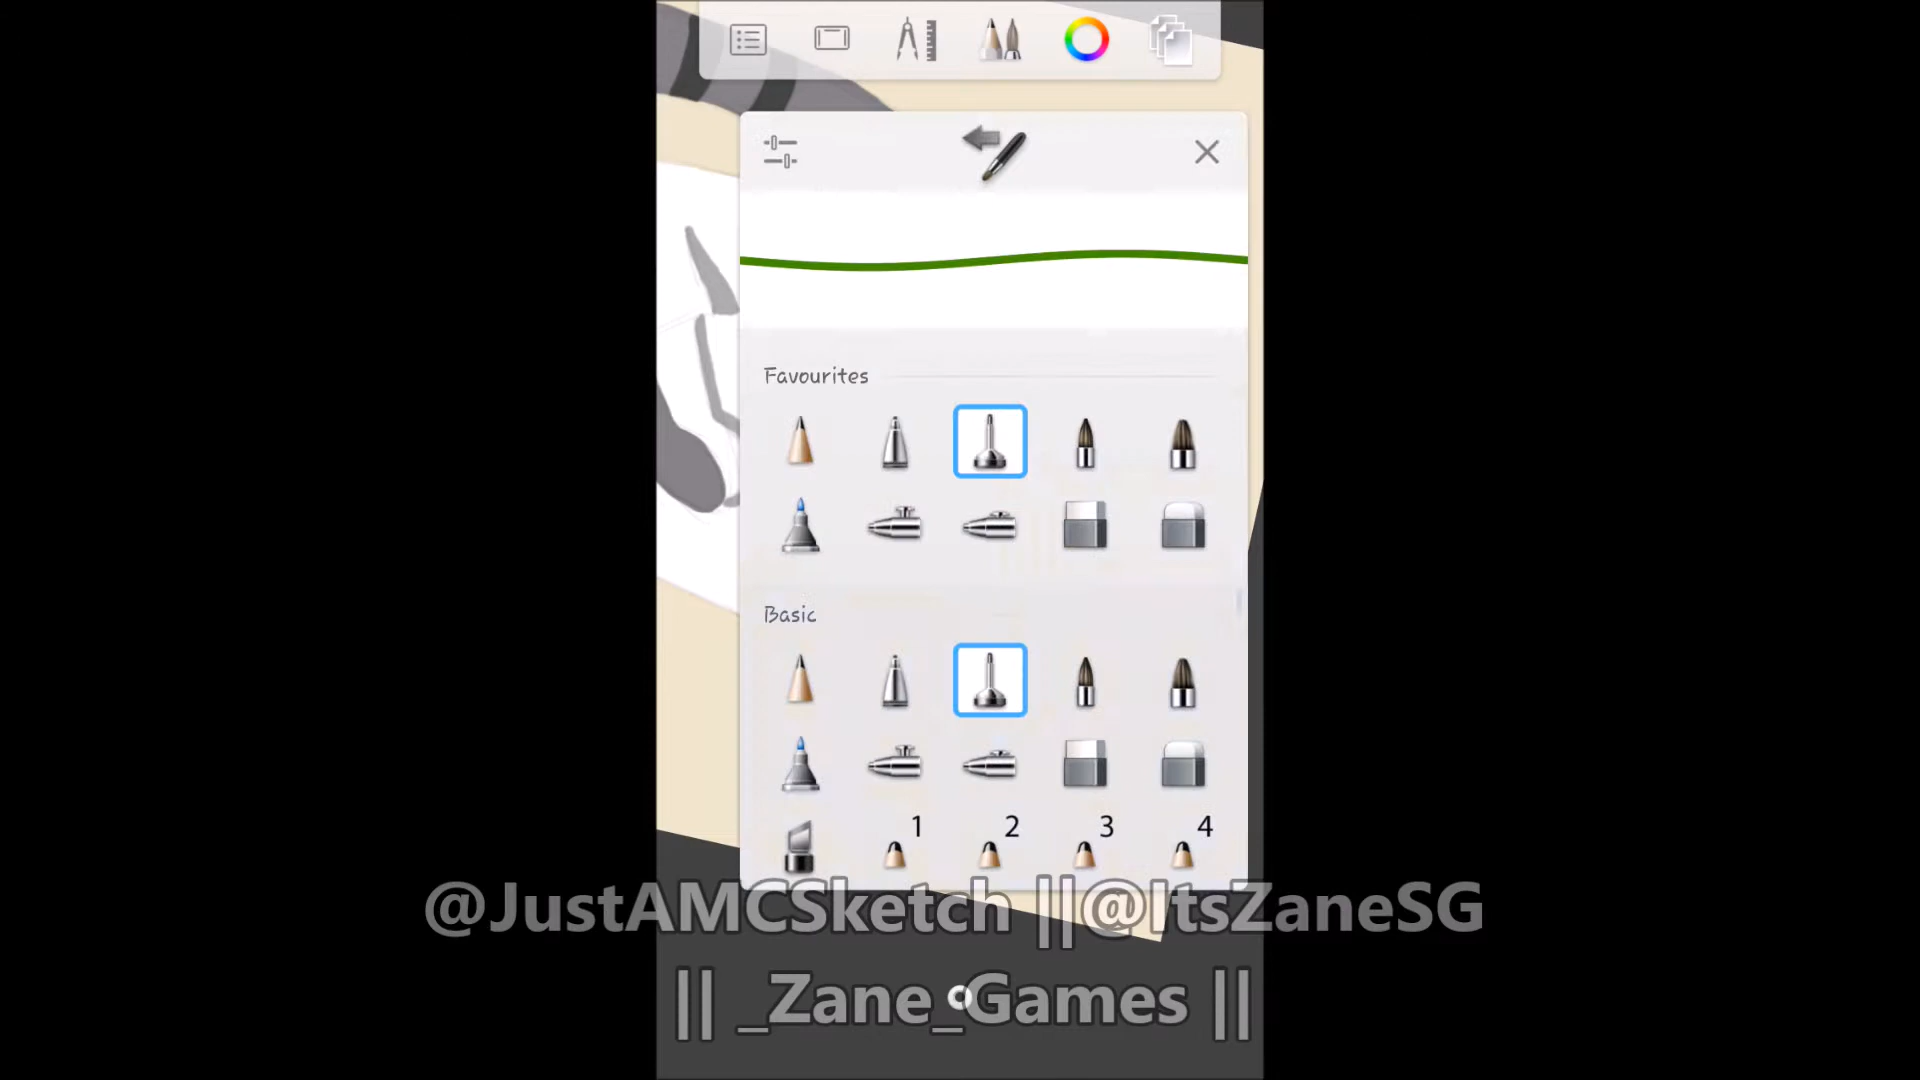 Favourites
Basic
1 2 3 4
@JustAMCSketch ||@ItsZaneSG
|| _Zane_Games ||